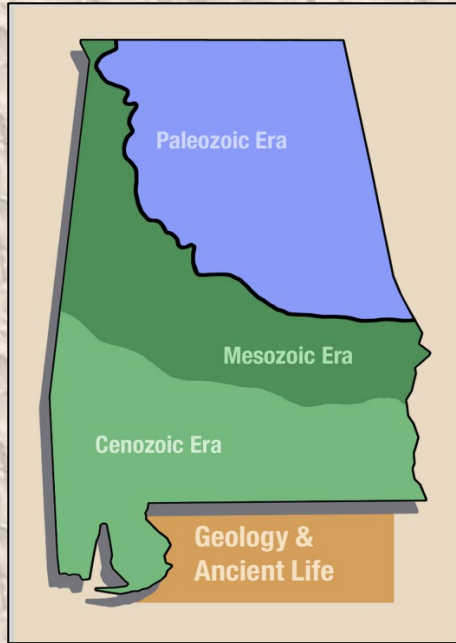 Paleozoic Era
Mesozoic Era
Cenozoic Era
Geology &
Ancient Life